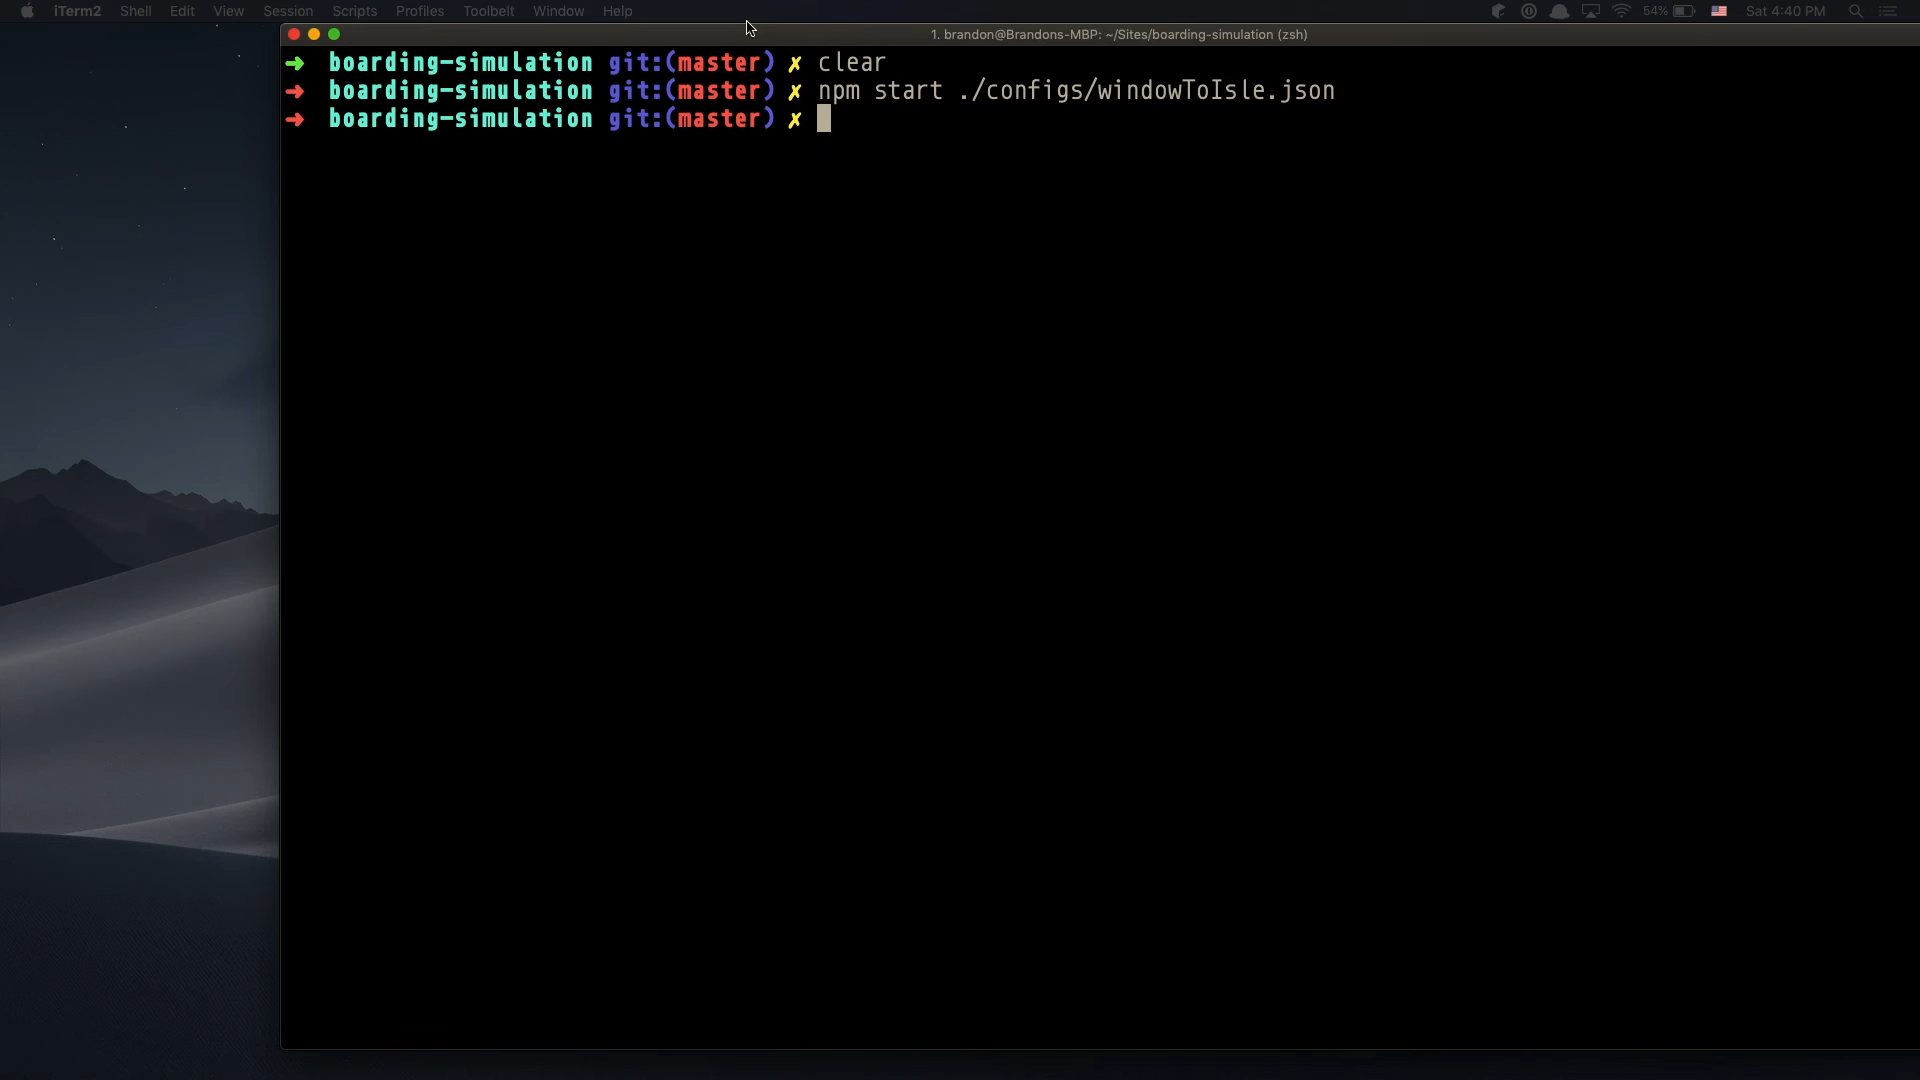 iTerm2 Shell Edit View Session Scripts Profiles Toolbelt Window Help 54% Sat 4:40 PM
1. brandon@Brandons-MBP: ~/Sites/boarding-simulation (zsh)
➜ boarding-simulation git:(master) ✗ clear
➜ boarding-simulation git:(master) ✗ npm start ./configs/windowToIsle.json
➜ boarding-simulation git:(master) ✗